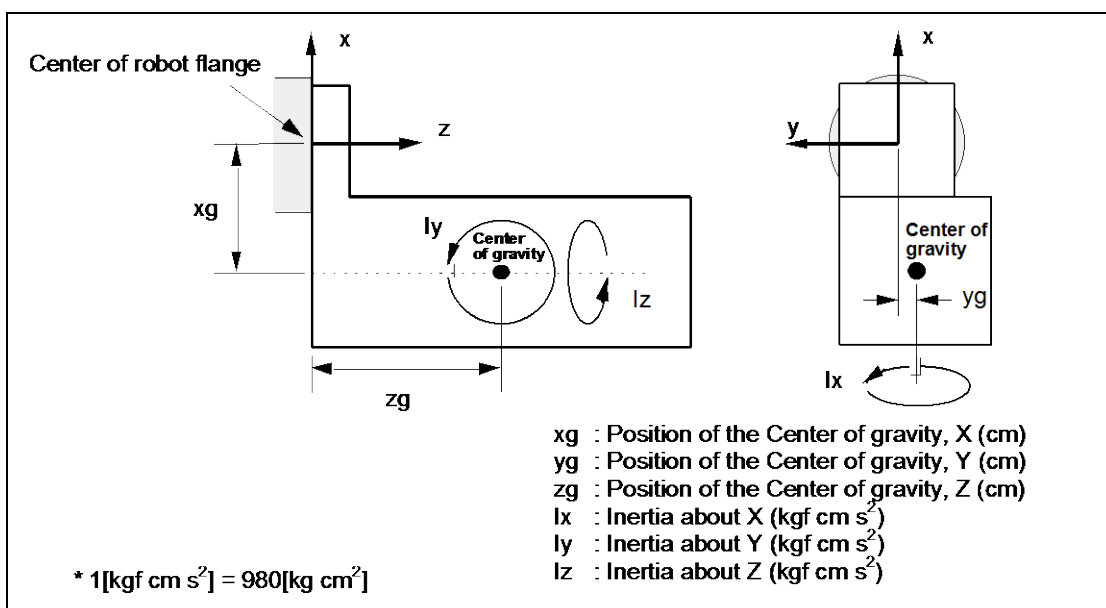 x
Center of robot flange
z
xg
Iy
Center
of gravity
Iz
zg
x
y
Center of
gravity
yg
Ix
xg : Position of the Center of gravity, X (cm)
yg : Position of the Center of gravity, Y (cm)
zg : Position of the Center of gravity, Z (cm)
Ix : Inertia about X (kgf cm s²)
Iy : Inertia about Y (kgf cm s²)
Iz : Inertia about Z (kgf cm s²)
* 1[kgf cm s²] = 980[kg cm²]